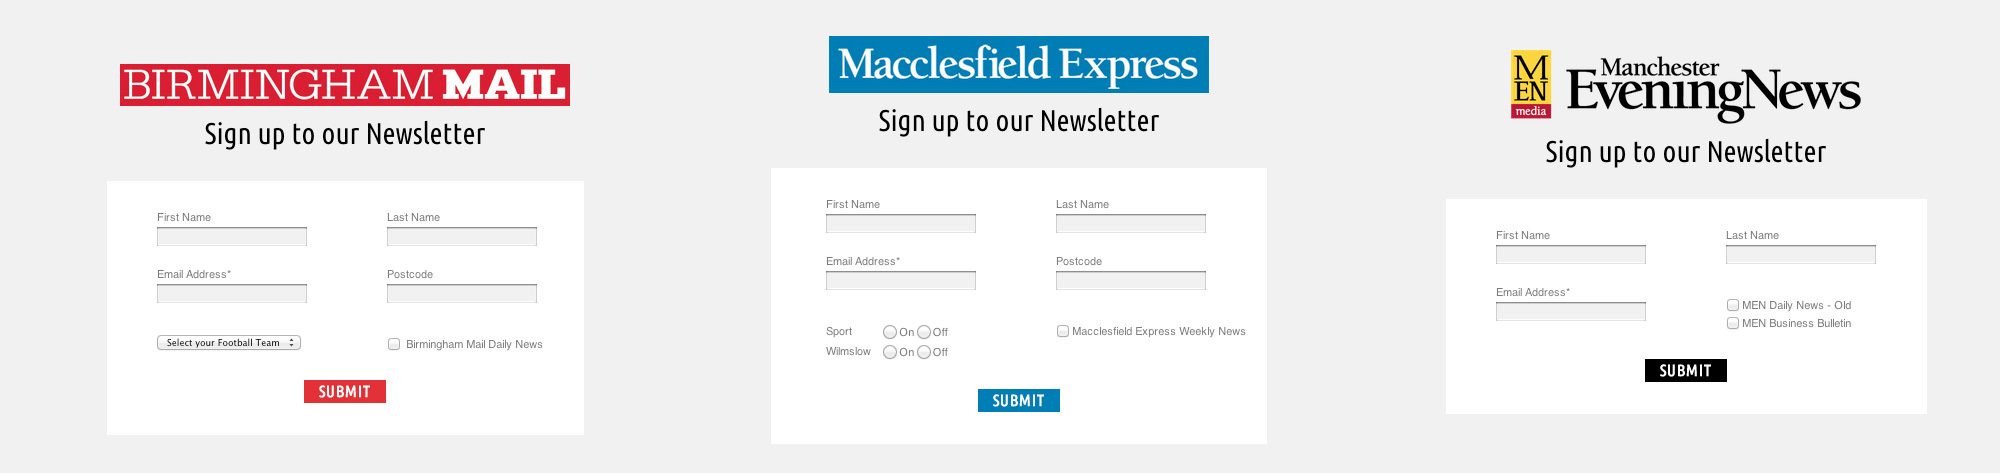 BIRMINGHAM MAIL
Sign up to our Newsletter
First Name
Last Name
Email Address*
Postcode
Select your Football Team
Birmingham Mail Daily News
SUBMIT
Macclesfield Express
Sign up to our Newsletter
First Name
Last Name
Email Address*
Postcode
Sport On Off
Macclesfield Express Weekly News
Wilmslow On Off
SUBMIT
M
EN
media
Manchester
Evening News
Sign up to our Newsletter
First Name
Last Name
Email Address*
MEN Daily News - Old
MEN Business Bulletin
SUBMIT